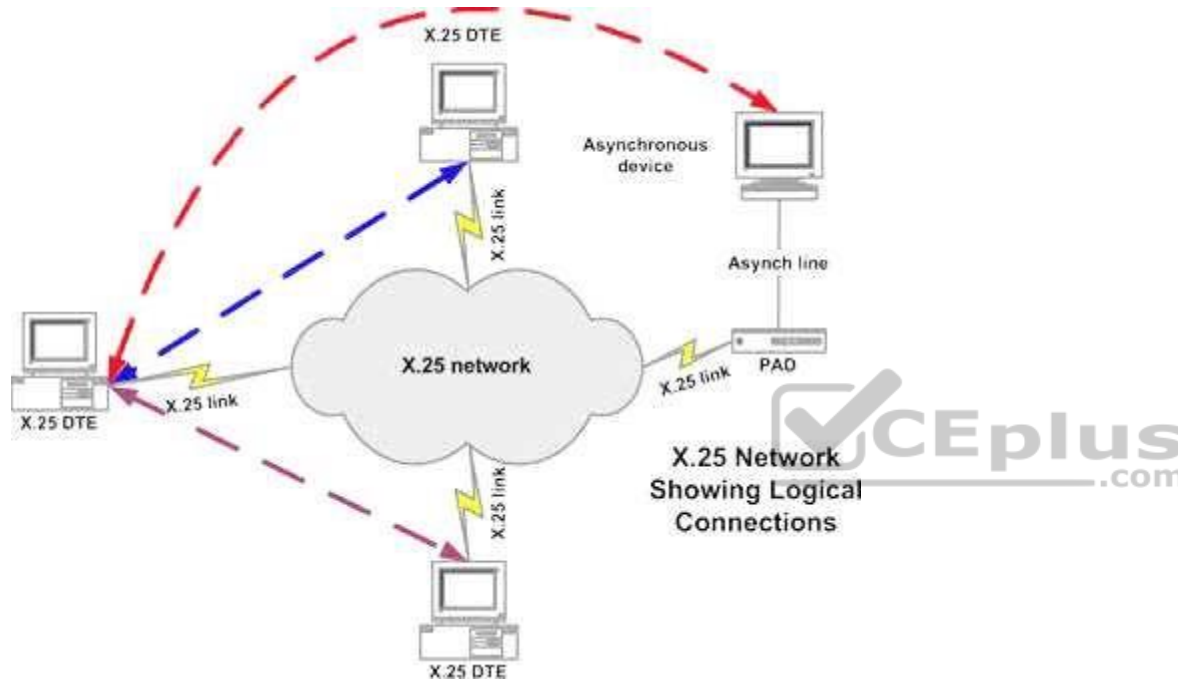 X.25 DTE
Asynchronous
device
X.25 link
Asynch line
X.25 network
PAD
X.25 link
X.25 link
X.25 DTE
CEplus
.com
X.25 Network
Showing Logical
Connections
X.25 link
X.25 DTE